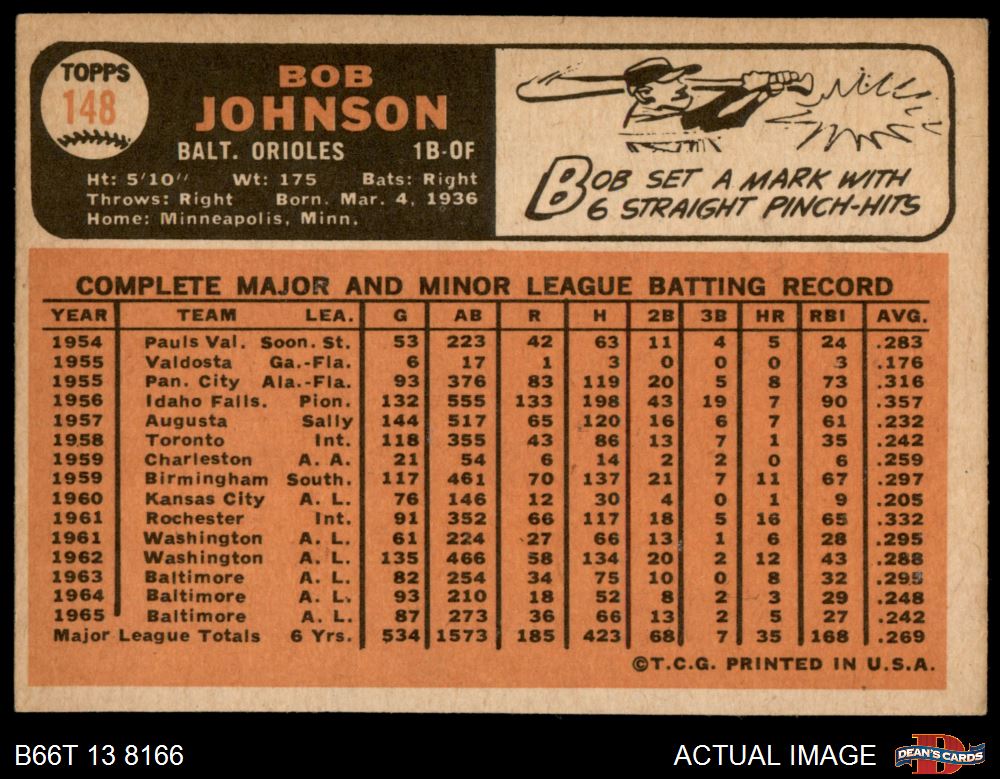 TOPPS
148
BOB
JOHNSON
BALT. ORIOLES 1B-OF
Ht: 5'10" Wt: 175 Bats: Right
Throws: Right Born. Mar. 4, 1936
Home: Minneapolis, Minn.
BOB SET A MARK WITH
6 STRAIGHT PINCH-HITS
COMPLETE MAJOR AND MINOR LEAGUE BATTING RECORD
YEAR TEAM LEA. G AB R H 2B 3B HR RBI AVG.
1954 Pauls Val. Soon. St. 53 223 42 63 11 4 5 24 .283
1955 Valdosta Ga.-Fla. 6 17 1 3 0 0 0 3 .176
1955 Pan. City Ala.-Fla. 93 376 83 119 20 5 8 73 .316
1956 Idaho Falls. Pion. 132 555 133 198 43 19 7 90 .357
1957 Augusta Sally 144 517 65 120 16 6 7 61 .232
1958 Toronto Int. 118 355 43 86 13 7 1 35 .242
1959 Charleston A. A. 21 54 6 14 2 2 0 6 .259
1959 Birmingham South. 117 461 70 137 21 7 11 67 .297
1960 Kansas City A. L. 76 146 12 30 4 0 1 9 .205
1961 Rochester Int. 91 352 66 117 18 5 16 65 .332
1961 Washington A. L. 61 224 27 66 13 1 6 28 .295
1962 Washington A. L. 135 466 58 134 20 2 12 43 .288
1963 Baltimore A. L. 82 254 34 75 10 0 8 32 .295
1964 Baltimore A. L. 93 210 18 52 8 2 3 29 .248
1965 Baltimore A. L. 87 273 36 66 13 2 5 27 .242
Major League Totals 6 Yrs. 534 1573 185 423 68 7 35 168 .269
©T.C.G. PRINTED IN U.S.A.
B66T 13 8166 ACTUAL IMAGE DEAN'S CARDS